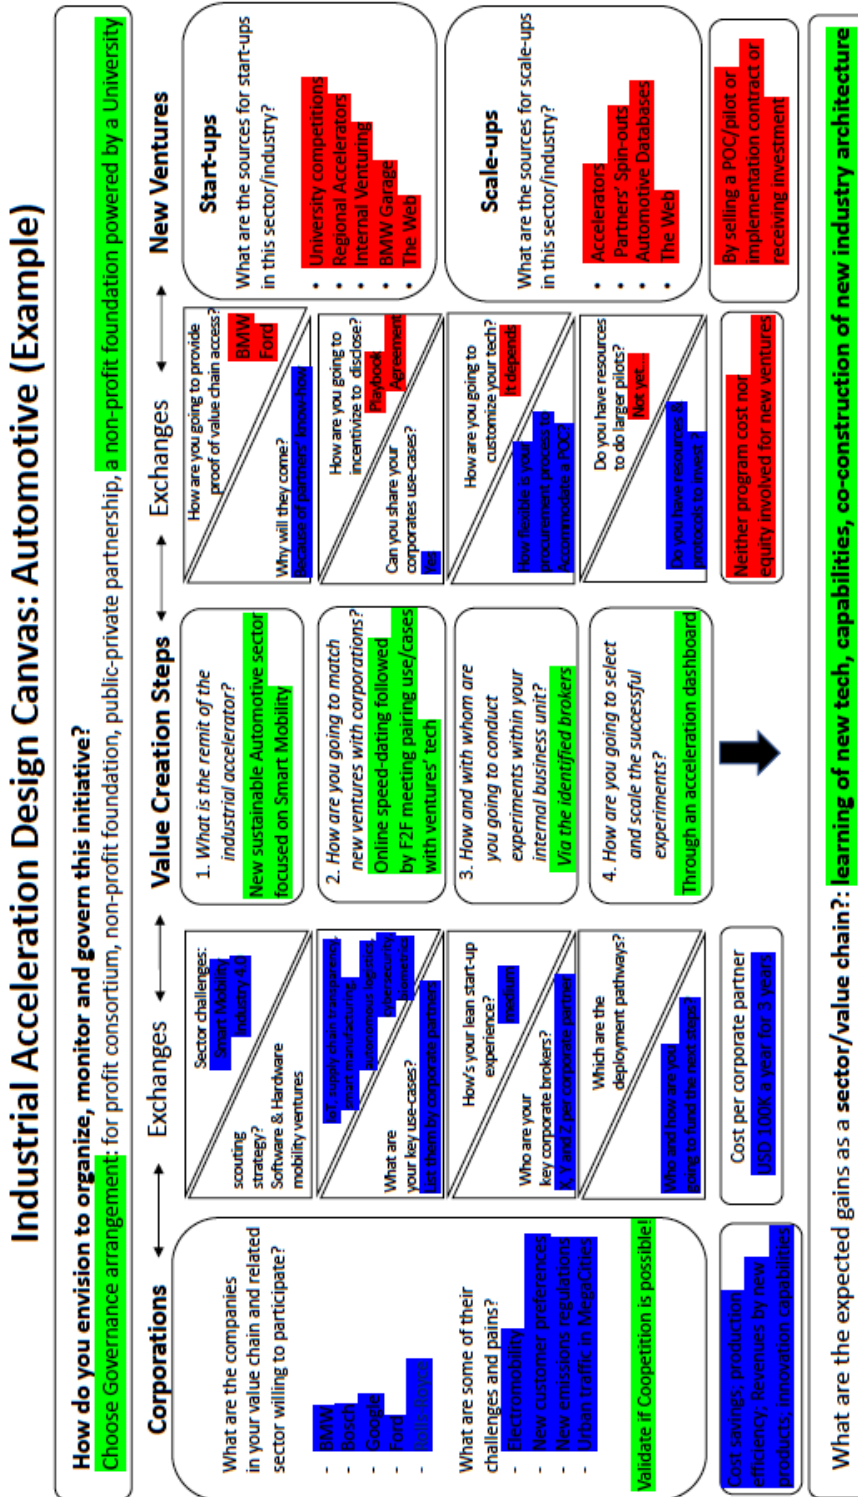 Industrial Acceleration Design Canvas: Automotive (Example)
How do you envision to organize, monitor and govern this initiative?
Choose Governance arrangement: for profit consortium, non-profit foundation, public-private partnership, a non-profit foundation powered by a University
Corporations
Exchanges
Value Creation Steps
Exchanges
New Ventures
What are the companies
in your value chain and related
sector willing to participate?
- BMW
- Bosch
- Google
- Ford
- Rolls-Royce
What are some of their
challenges and pains?
- Electromobility
- New customer preferences
- New emissions regulations
- Urban traffic in MegaCities
Validate if Coopetition is possible!
Cost savings; production
efficiency; Revenues by new
products; innovation capabilities
Sector challenges:
Smart Mobility
Industry 4.0
scouting
strategy?
Software & Hardware
mobility ventures
IoT, supply chain transparency,
smart manufacturing,
autonomous logistics,
cybersecurity,
biometrics
What are
your key use-cases?
List them by corporate partner
How's your lean start-up
experience?
medium
Who are your
key corporate brokers?
X, Y and Z per corporate partner
Which are the
deployment pathways?
Who and how are you
going to fund the next steps?
Cost per corporate partner
USD 100K a year for 3 years
1. What is the remit of the
industrial accelerator?
New sustainable Automotive sector
focused on Smart Mobility
2. How are you going to match
new ventures with corporations?
Online speed-dating followed
by F2F meeting pairing use/cases
with ventures' tech
3. How and with whom are
you going to conduct
experiments within your
internal business unit?
Via the identified brokers
4. How are you going to select
and scale the successful
experiments?
Through an acceleration dashboard
How are you going to provide
proof of value chain access?
BMW
Ford
Why will they come?
Because of partners' know-how
How are you going to
incentivize to disclose?
Playbook
Agreement
Can you share your
corporates use-cases?
Yes
How are you going to
customize your tech?
It depends
How flexible is your
procurement process to
Accommodate a POC?
Do you have resources
to do larger pilots?
Not yet...
Do you have resources &
protocols to invest ?
Neither program cost nor
equity involved for new ventures
Start-ups
What are the sources for start-ups
in this sector/industry?
• University competitions
• Regional Accelerators
• Internal Venturing
• BMW Garage
• The Web
Scale-ups
What are the sources for scale-ups
in this sector/industry?
• Accelerators
• Partners' Spin-outs
• Automotive Databases
• The Web
By selling a POC/pilot or
implementation contract or
receiving investment
What are the expected gains as a sector/value chain?: learning of new tech, capabilities, co-construction of new industry architecture